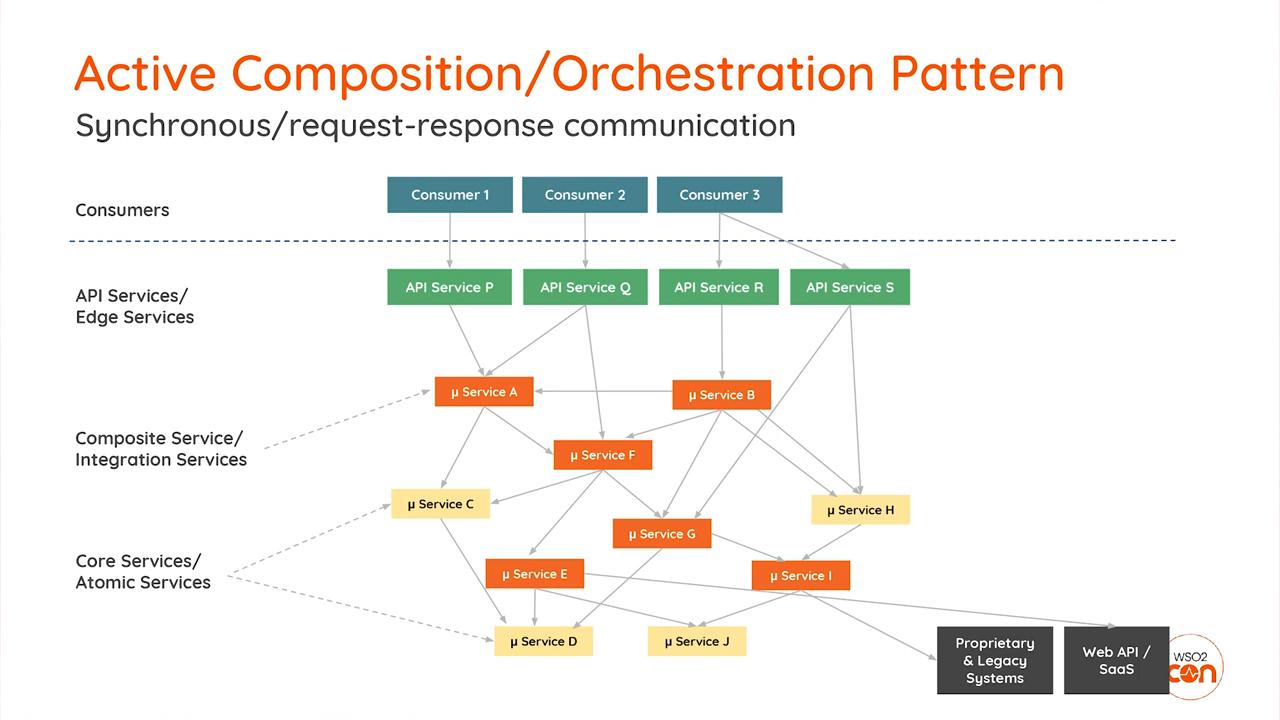 Active Composition/Orchestration Pattern
Synchronous/request-response communication
Consumers
Consumer 1
Consumer 2
Consumer 3
API Services/
Edge Services
API Service P
API Service Q
API Service R
API Service S
μ Service A
μ Service B
Composite Service/
Integration Services
μ Service F
μ Service C
μ Service H
μ Service G
Core Services/
Atomic Services
μ Service E
μ Service I
μ Service D
μ Service J
Proprietary
& Legacy
Systems
Web API /
SaaS
WSO2
con